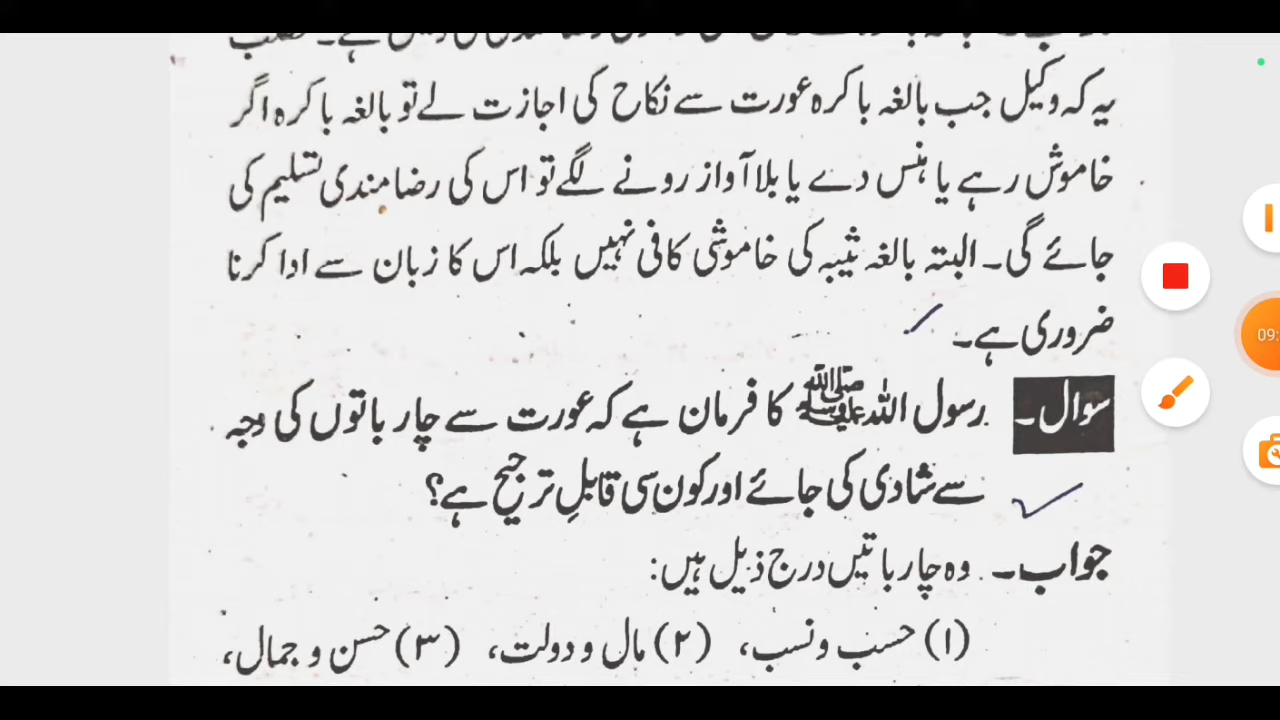 یہ کہ وکیل جب بالغہ باکرہ عورت سے نکاح کی اجازت لے تو بالغہ باکرہ اگر
خاموش رہے یا ہنس دے یا بلا آواز رونے لگے تو اس کی رضامندی تسلیم کی
جائے گی۔ البتہ بالغہ ثیبہ کی خاموشی کافی نہیں بلکہ اس کا زبان سے ادا کرنا
ضروری ہے۔
سوال۔ رسول اللہ ﷺ کا فرمان ہے کہ عورت سے چار باتوں کی وجہ
سے شادی کی جائے اور کون سی قابلِ ترجیح ہے؟
جواب۔ وہ چار باتیں درج ذیل ہیں:
(۱) حسب و نسب، (۲) مال و دولت، (۳) حسن و جمال،
09: